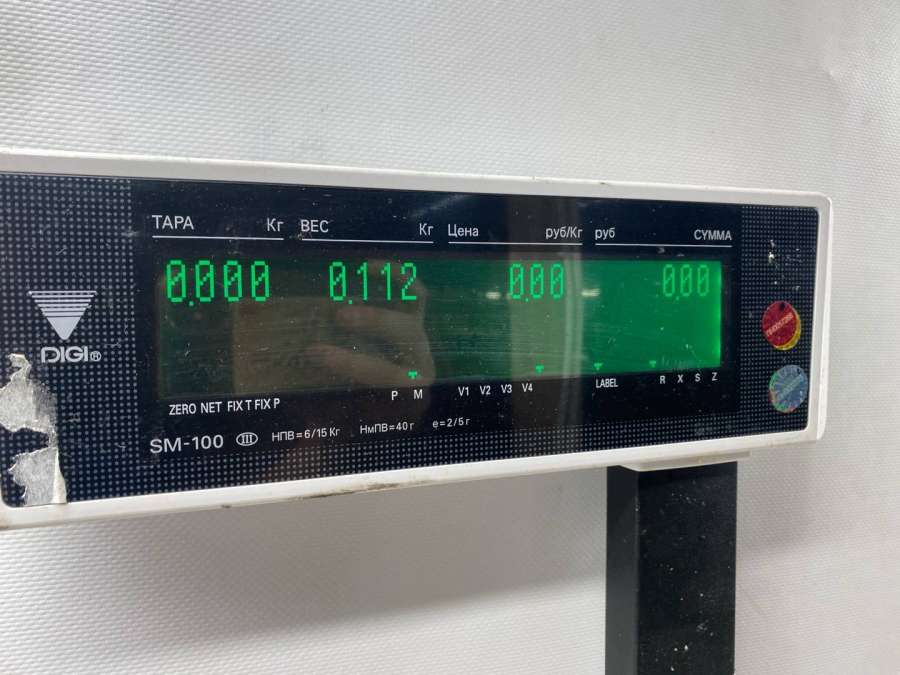 ТАРА Кг ВЕС Кг Цена руб/Кг руб СУММА
0.000 0.112 0.00 0.00
DIGI®
P M V1 V2 V3 V4 LABEL R X S Z
ZERO NET FIX T FIX P
SM-100 III НПВ=6/15 Кг НмПВ=40 г e=2/5 г